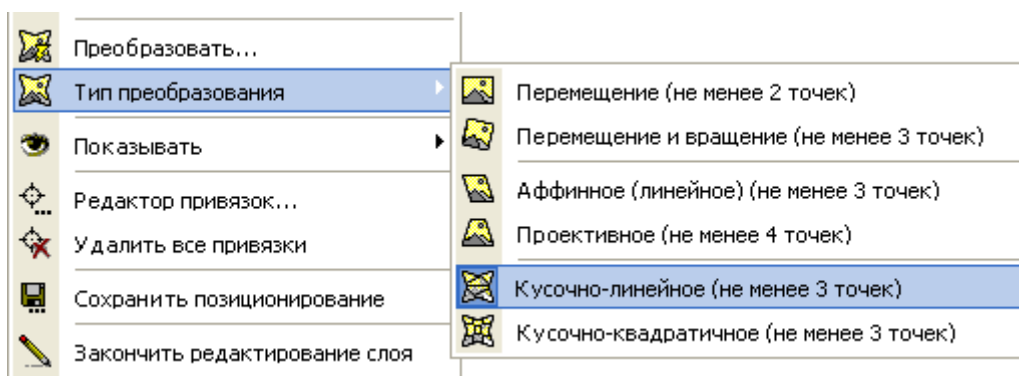 Преобразовать...
Тип преобразования
Показывать
Редактор привязок...
Удалить все привязки
Сохранить позиционирование
Закончить редактирование слоя
Перемещение (не менее 2 точек)
Перемещение и вращение (не менее 3 точек)
Аффинное (линейное) (не менее 3 точек)
Проективное (не менее 4 точек)
Кусочно-линейное (не менее 3 точек)
Кусочно-квадратичное (не менее 3 точек)